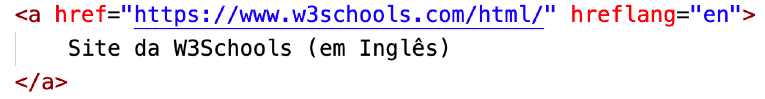 <a href="https://www.w3schools.com/html/" hreflang="en">
Site da W3Schools (em Inglês)
</a>